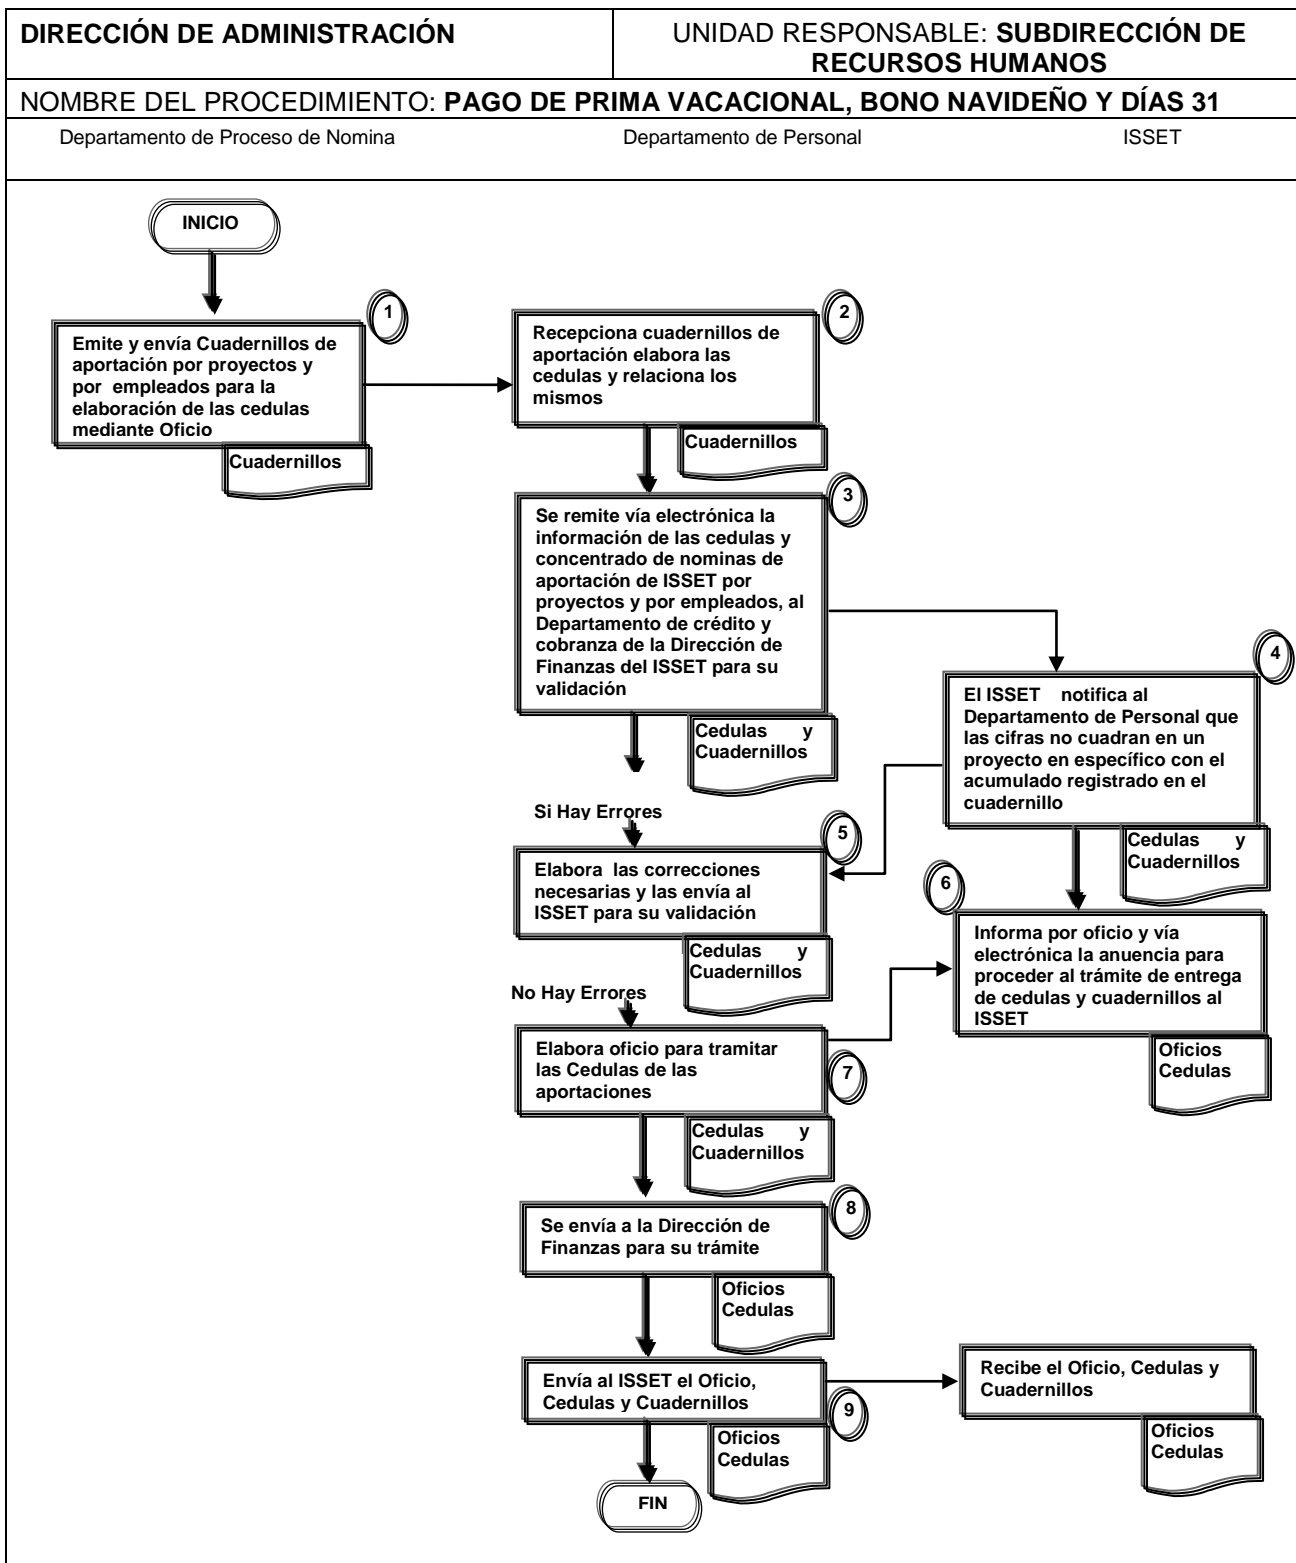 DIRECCIÓN DE ADMINISTRACIÓN
UNIDAD RESPONSABLE: SUBDIRECCIÓN DE
RECURSOS HUMANOS
NOMBRE DEL PROCEDIMIENTO: PAGO DE PRIMA VACACIONAL, BONO NAVIDEÑO Y DÍAS 31
Departamento de Proceso de Nomina
Departamento de Personal
ISSET
INICIO
1
Emite y envía Cuadernillos de
aportación por proyectos y
por empleados para la
elaboración de las cedulas
mediante Oficio
Cuadernillos
2
Recepciona cuadernillos de
aportación elabora las
cedulas y relaciona los
mismos
Cuadernillos
3
Se remite vía electrónica la
información de las cedulas y
concentrado de nominas de
aportación de ISSET por
proyectos y por empleados, al
Departamento de crédito y
cobranza de la Dirección de
Finanzas del ISSET para su
validación
Cedulas y
Cuadernillos
4
El ISSET notifica al
Departamento de Personal que
las cifras no cuadran en un
proyecto en específico con el
acumulado registrado en el
cuadernillo
Cedulas y
Cuadernillos
Si Hay Errores
5
Elabora las correcciones
necesarias y las envía al
ISSET para su validación
Cedulas y
Cuadernillos
6
Informa por oficio y vía
electrónica la anuencia para
proceder al trámite de entrega
de cedulas y cuadernillos al
ISSET
Oficios
Cedulas
No Hay Errores
Elabora oficio para tramitar
las Cedulas de las
aportaciones
7
Cedulas y
Cuadernillos
8
Se envía a la Dirección de
Finanzas para su trámite
Oficios
Cedulas
Envía al ISSET el Oficio,
Cedulas y Cuadernillos
9
Oficios
Cedulas
Recibe el Oficio, Cedulas y
Cuadernillos
Oficios
Cedulas
FIN